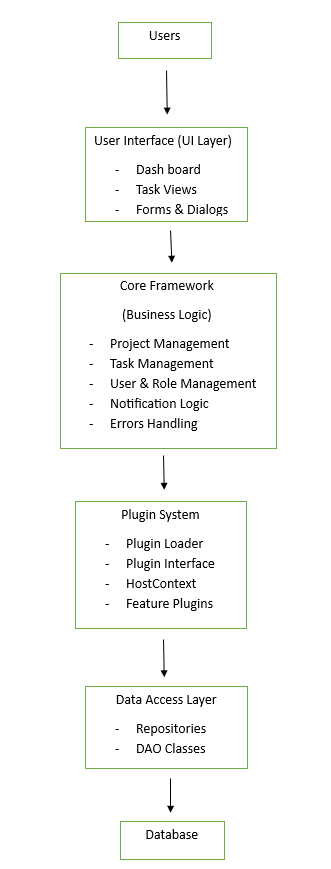 Users
User Interface (UI Layer)
- Dash board
- Task Views
- Forms & Dialogs
Core Framework
(Business Logic)
- Project Management
- Task Management
- User & Role Management
- Notification Logic
- Errors Handling
Plugin System
- Plugin Loader
- Plugin Interface
- HostContext
- Feature Plugins
Data Access Layer
- Repositories
- DAO Classes
Database